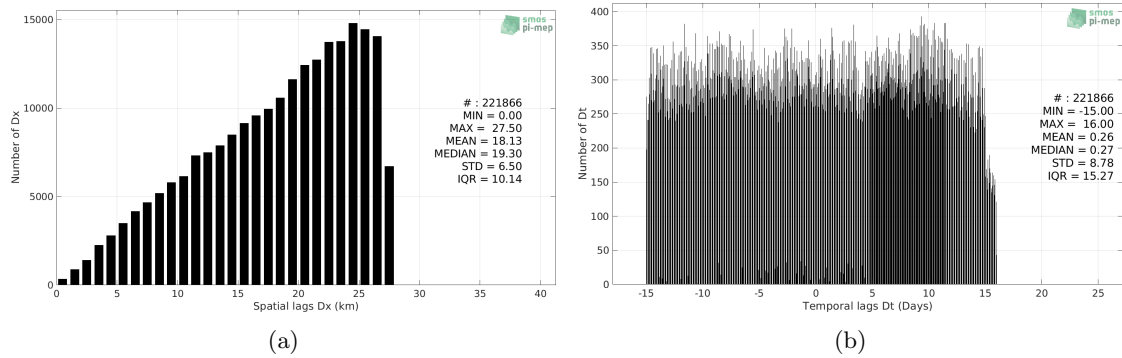 15000
10000
5000
0
Number of Dx
0 5 10 15 20 25 30 35 40
Spatial lags Dx (km)
smos
pi-mep
# : 221866
MIN = 0.00
MAX = 27.50
MEAN = 18.13
MEDIAN = 19.30
STD = 6.50
IQR = 10.14
(a)
400
350
300
250
200
150
100
50
0
Number of Dt
-15 -10 -5 0 5 10 15 20 25
Temporal lags Dt (Days)
smos
pi-mep
# : 221866
MIN = -15.00
MAX = 16.00
MEAN = 0.26
MEDIAN = 0.27
STD = 8.78
IQR = 15.27
(b)